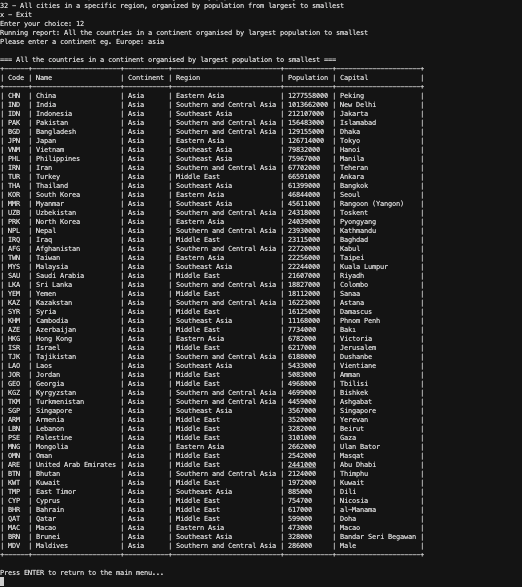 32 - All cities in a specific region, organized by population from largest to smallest
x - Exit
Enter your choice: 12
Running report: All the countries in a continent organised by largest population to smallest
Please enter a continent eg. Europe: asia
=== All the countries in a continent organised by largest population to smallest ===
| Code | Name | Continent | Region | Population | Capital |
| CHN | China | Asia | Eastern Asia | 1277558000 | Peking |
| IND | India | Asia | Southern and Central Asia | 1013662000 | New Delhi |
| IDN | Indonesia | Asia | Southeast Asia | 212107000 | Jakarta |
| PAK | Pakistan | Asia | Southern and Central Asia | 156483000 | Islamabad |
| BGD | Bangladesh | Asia | Southern and Central Asia | 129155000 | Dhaka |
| JPN | Japan | Asia | Eastern Asia | 126714000 | Tokyo |
| VNM | Vietnam | Asia | Southeast Asia | 79832000 | Hanoi |
| PHL | Philippines | Asia | Southeast Asia | 75967000 | Manila |
| IRN | Iran | Asia | Southern and Central Asia | 67702000 | Teheran |
| TUR | Turkey | Asia | Middle East | 66591000 | Ankara |
| THA | Thailand | Asia | Southeast Asia | 61399000 | Bangkok |
| KOR | South Korea | Asia | Eastern Asia | 46844000 | Seoul |
| MMR | Myanmar | Asia | Southeast Asia | 45611000 | Rangoon (Yangon) |
| UZB | Uzbekistan | Asia | Southern and Central Asia | 24318000 | Toskent |
| PRK | North Korea | Asia | Eastern Asia | 24039000 | Pyongyang |
| NPL | Nepal | Asia | Southern and Central Asia | 23930000 | Kathmandu |
| IRQ | Iraq | Asia | Middle East | 23115000 | Baghdad |
| AFG | Afghanistan | Asia | Southern and Central Asia | 22720000 | Kabul |
| TWN | Taiwan | Asia | Eastern Asia | 22256000 | Taipei |
| MYS | Malaysia | Asia | Southeast Asia | 22244000 | Kuala Lumpur |
| SAU | Saudi Arabia | Asia | Middle East | 21607000 | Riyadh |
| LKA | Sri Lanka | Asia | Southern and Central Asia | 18827000 | Colombo |
| YEM | Yemen | Asia | Middle East | 18112000 | Sanaa |
| KAZ | Kazakstan | Asia | Southern and Central Asia | 16223000 | Astana |
| SYR | Syria | Asia | Middle East | 16125000 | Damascus |
| KHM | Cambodia | Asia | Southeast Asia | 11168000 | Phnom Penh |
| AZE | Azerbaijan | Asia | Middle East | 7734000 | Baku |
| HKG | Hong Kong | Asia | Eastern Asia | 6782000 | Victoria |
| ISR | Israel | Asia | Middle East | 6217000 | Jerusalem |
| TJK | Tajikistan | Asia | Southern and Central Asia | 6188000 | Dushanbe |
| LAO | Laos | Asia | Southeast Asia | 5433000 | Vientiane |
| JOR | Jordan | Asia | Middle East | 5083000 | Amman |
| GEO | Georgia | Asia | Middle East | 4968000 | Tbilisi |
| KGZ | Kyrgyzstan | Asia | Southern and Central Asia | 4699000 | Bishkek |
| TKM | Turkmenistan | Asia | Southern and Central Asia | 4459000 | Ashgabat |
| SGP | Singapore | Asia | Southeast Asia | 3567000 | Singapore |
| ARM | Armenia | Asia | Middle East | 3520000 | Yerevan |
| LBN | Lebanon | Asia | Middle East | 3282000 | Beirut |
| PSE | Palestine | Asia | Middle East | 3101000 | Gaza |
| MNG | Mongolia | Asia | Eastern Asia | 2662000 | Ulan Bator |
| OMN | Oman | Asia | Middle East | 2542000 | Masqat |
| ARE | United Arab Emirates | Asia | Middle East | 2441000 | Abu Dhabi |
| BTN | Bhutan | Asia | Southern and Central Asia | 2124000 | Thimphu |
| KWT | Kuwait | Asia | Middle East | 1972000 | Kuwait |
| TMP | East Timor | Asia | Southeast Asia | 885000 | Dili |
| CYP | Cyprus | Asia | Middle East | 754700 | Nicosia |
| BHR | Bahrain | Asia | Middle East | 617000 | al-Manama |
| QAT | Qatar | Asia | Middle East | 599000 | Doha |
| MAC | Macao | Asia | Eastern Asia | 473000 | Macao |
| BRN | Brunei | Asia | Southeast Asia | 328000 | Bandar Seri Begawan |
| MDV | Maldives | Asia | Southern and Central Asia | 286000 | Male |
Press ENTER to return to the main menu...